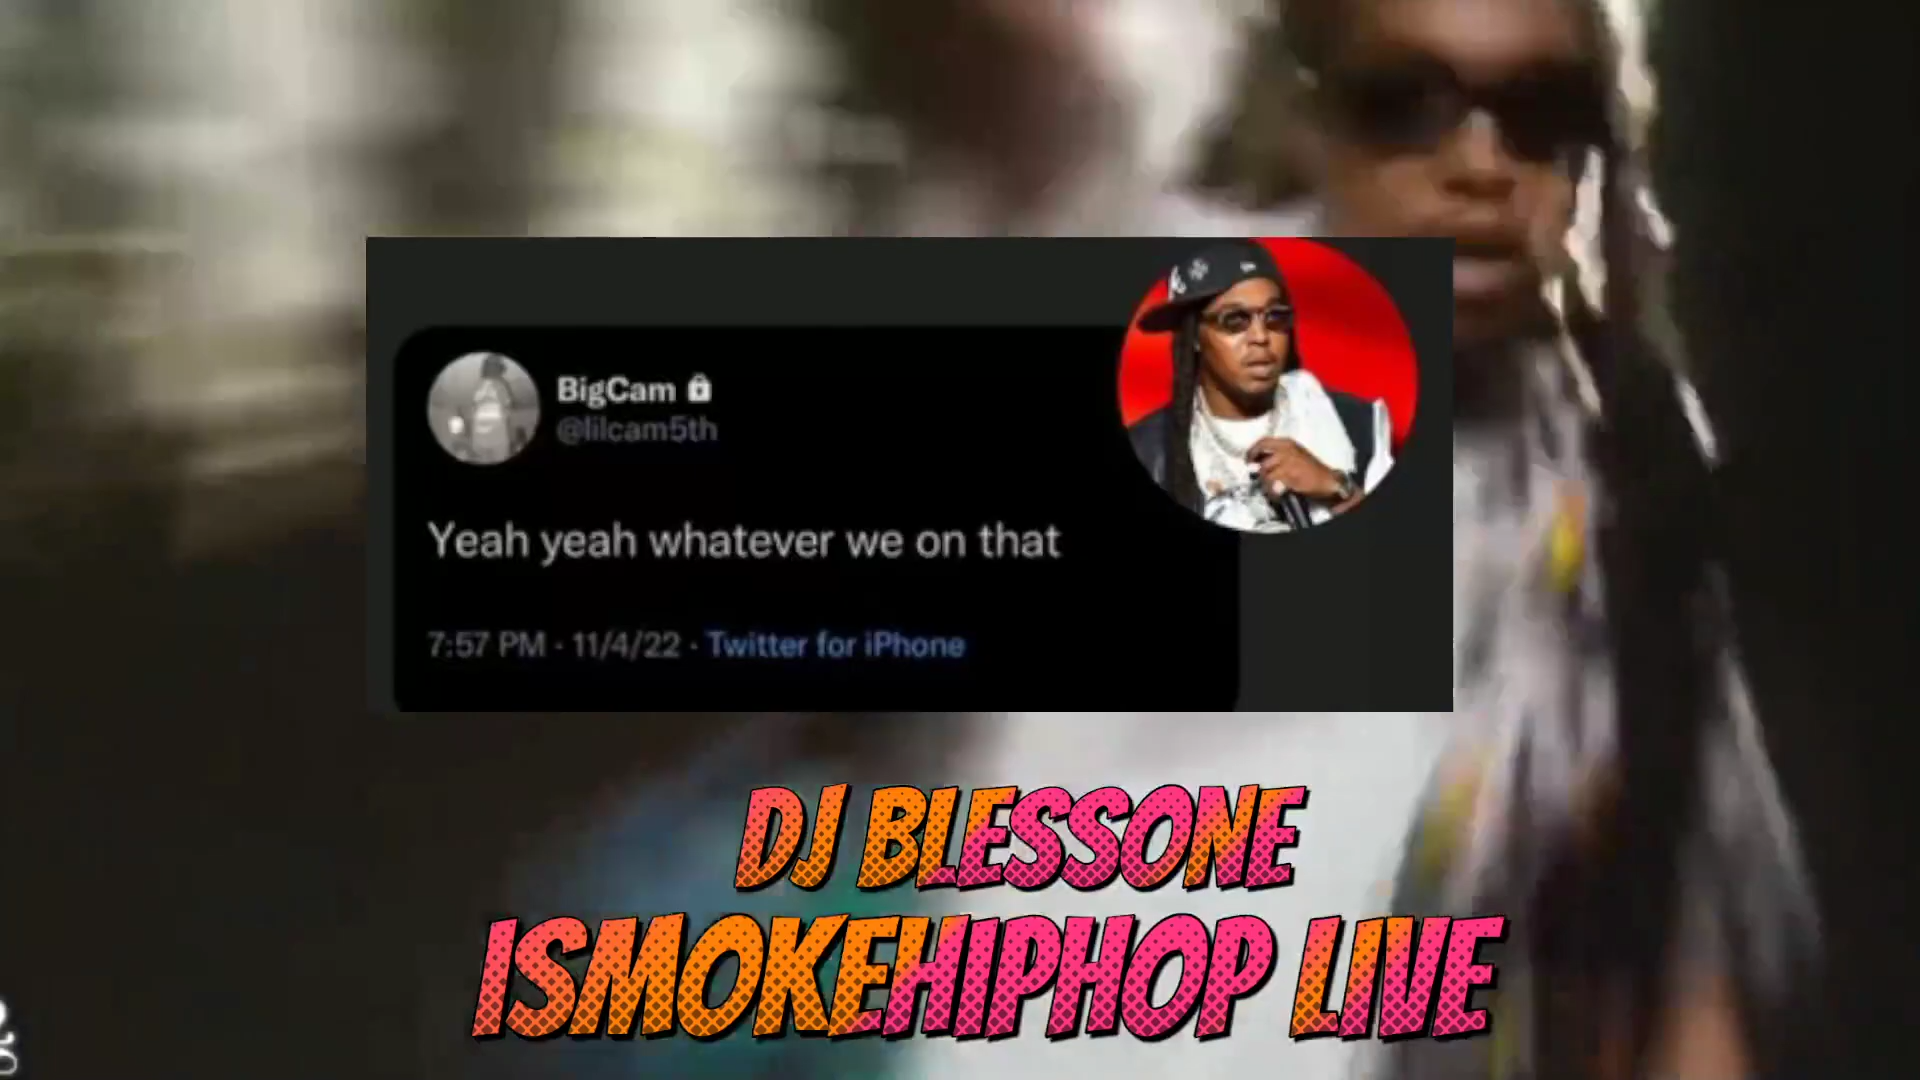 BigCam
@lilcam5th
Yeah yeah whatever we on that
7:57 PM · 11/4/22 · Twitter for iPhone
DJ BLESSONE
ISMOKEHIPHOP LIVE